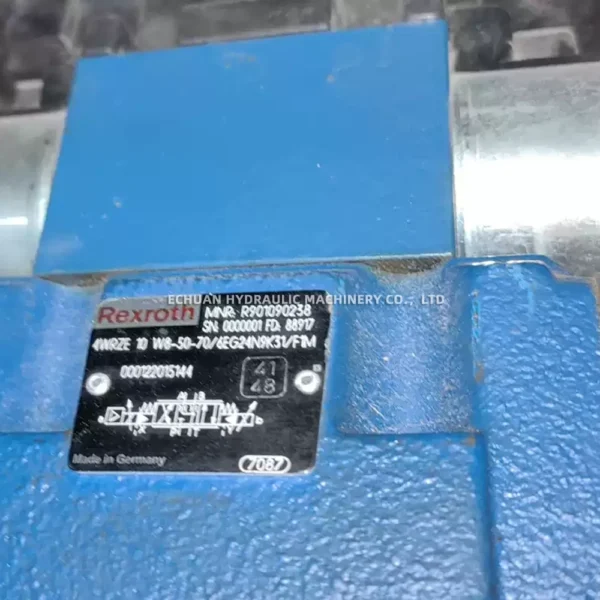 ECHUAN HYDRAULIC MACHINERY CO., LTD
Rexroth MNR: R901090238
SN: 0000001 FD: 88917
4WRZE 10 W8-50-70/6EG24N9K31/F1M
000122015144
41
48
A B
a b
Made in Germany
7087